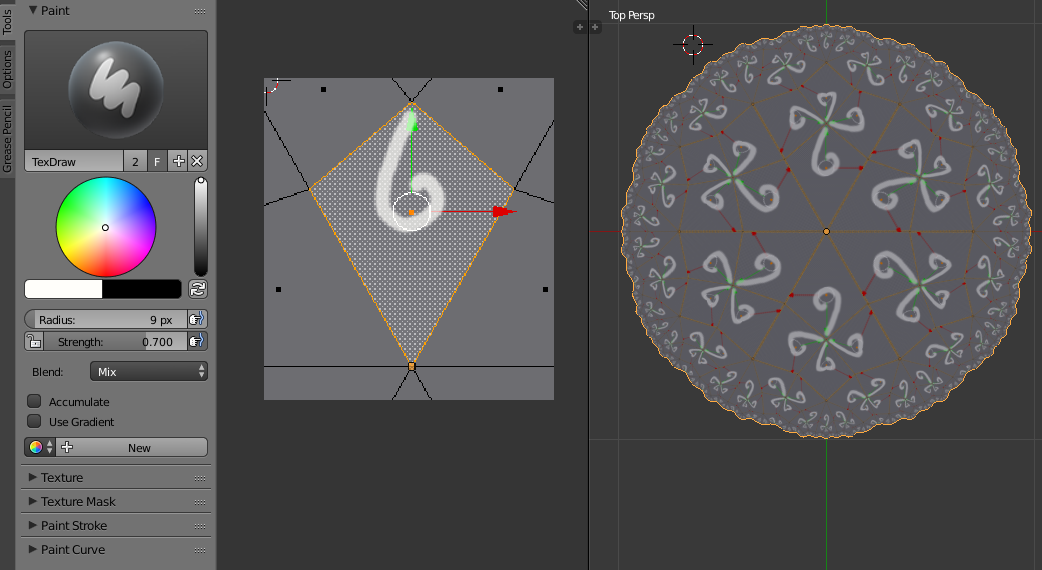 Tools
Options
Grease Pencil
Paint
TexDraw
2
F
Radius: 9 px
Strength: 0.700
Blend: Mix
Accumulate
Use Gradient
New
Texture
Texture Mask
Paint Stroke
Paint Curve
Top Persp